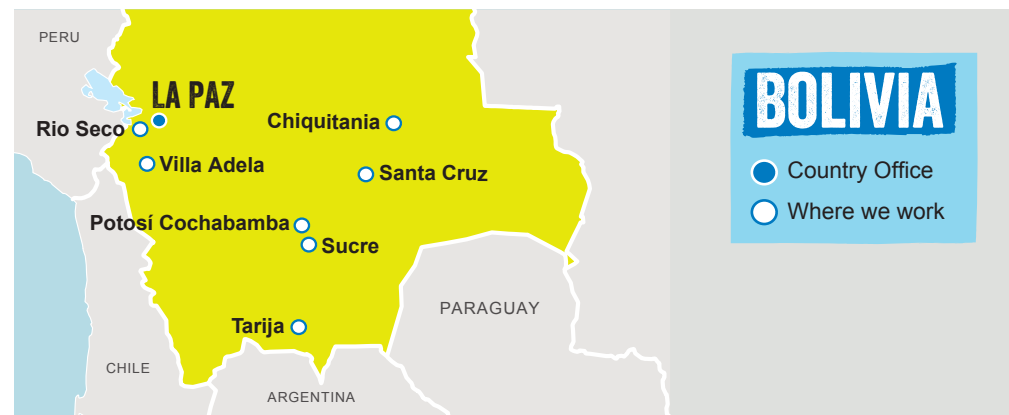 PERU
LA PAZ
Rio Seco
Chiquitania
Villa Adela
Santa Cruz
Potosí Cochabamba
Sucre
PARAGUAY
Tarija
CHILE
ARGENTINA
BOLIVIA
Country Office
Where we work